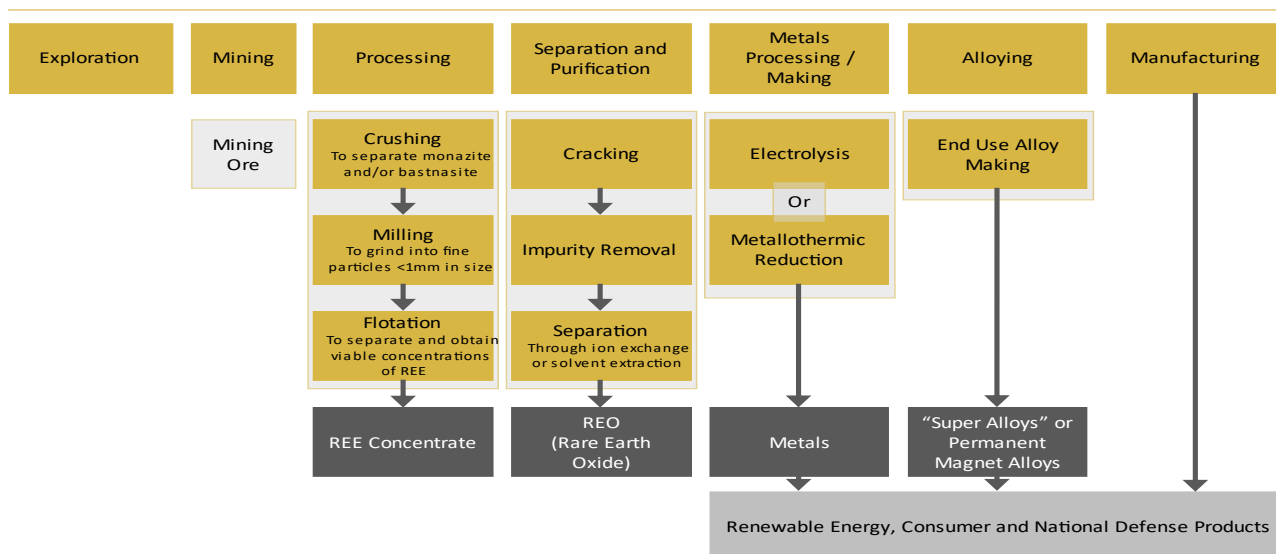 Exploration
Mining
Processing
Separation and
Purification
Metals
Processing /
Making
Alloying
Manufacturing
Mining
Ore
Crushing
To separate monazite
and/or bastnasite
Milling
To grind into fine
particles <1mm in size
Flotation
To separate and obtain
viable concentrations
of REE
REE Concentrate
Cracking
Impurity Removal
Separation
Through ion exchange
or solvent extraction
REO
(Rare Earth
Oxide)
Electrolysis
Or
Metallothermic
Reduction
Metals
End Use Alloy
Making
“Super Alloys” or
Permanent
Magnet Alloys
Renewable Energy, Consumer and National Defense Products